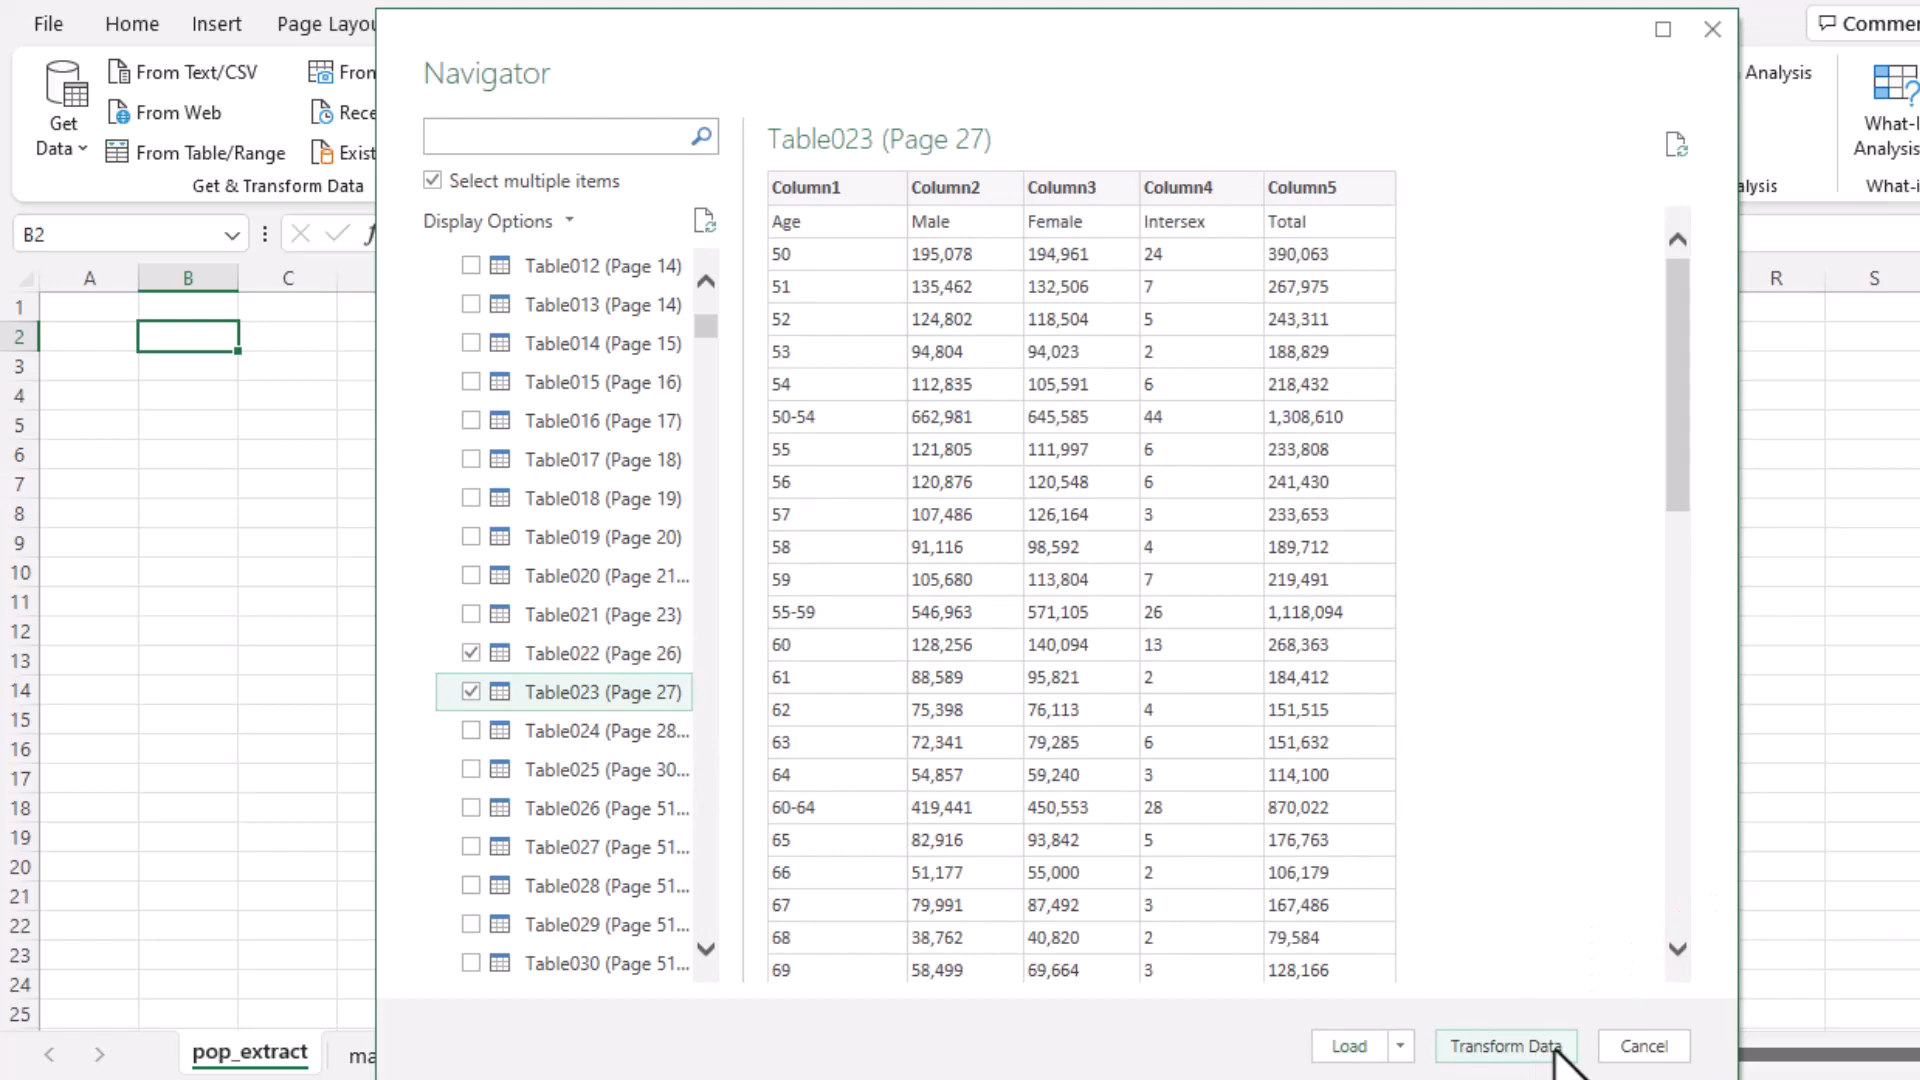 File Home Insert Page Layou
Commen
Get
Data
From Text/CSV
From Web
From Table/Range
Fron
Rece
Exist
Get & Transform Data
Analysis
What-I
Analysis
alysis
What-i
B2
A B C R S
1
2
3
4
5
6
7
8
9
10
11
12
13
14
15
16
17
18
19
20
21
22
23
24
25
pop_extract
ma
Navigator
Select multiple items
Display Options
Table012 (Page 14)
Table013 (Page 14)
Table014 (Page 15)
Table015 (Page 16)
Table016 (Page 17)
Table017 (Page 18)
Table018 (Page 19)
Table019 (Page 20)
Table020 (Page 21...
Table021 (Page 23)
Table022 (Page 26)
Table023 (Page 27)
Table024 (Page 28...
Table025 (Page 30...
Table026 (Page 51...
Table027 (Page 51...
Table028 (Page 51...
Table029 (Page 51...
Table030 (Page 51...
Table023 (Page 27)
Column1 Column2 Column3 Column4 Column5
Age Male Female Intersex Total
50 195,078 194,961 24 390,063
51 135,462 132,506 7 267,975
52 124,802 118,504 5 243,311
53 94,804 94,023 2 188,829
54 112,835 105,591 6 218,432
50-54 662,981 645,585 44 1,308,610
55 121,805 111,997 6 233,808
56 120,876 120,548 6 241,430
57 107,486 126,164 3 233,653
58 91,116 98,592 4 189,712
59 105,680 113,804 7 219,491
55-59 546,963 571,105 26 1,118,094
60 128,256 140,094 13 268,363
61 88,589 95,821 2 184,412
62 75,398 76,113 4 151,515
63 72,341 79,285 6 151,632
64 54,857 59,240 3 114,100
60-64 419,441 450,553 28 870,022
65 82,916 93,842 5 176,763
66 51,177 55,000 2 106,179
67 79,991 87,492 3 167,486
68 38,762 40,820 2 79,584
69 58,499 69,664 3 128,166
Load Transform Data Cancel